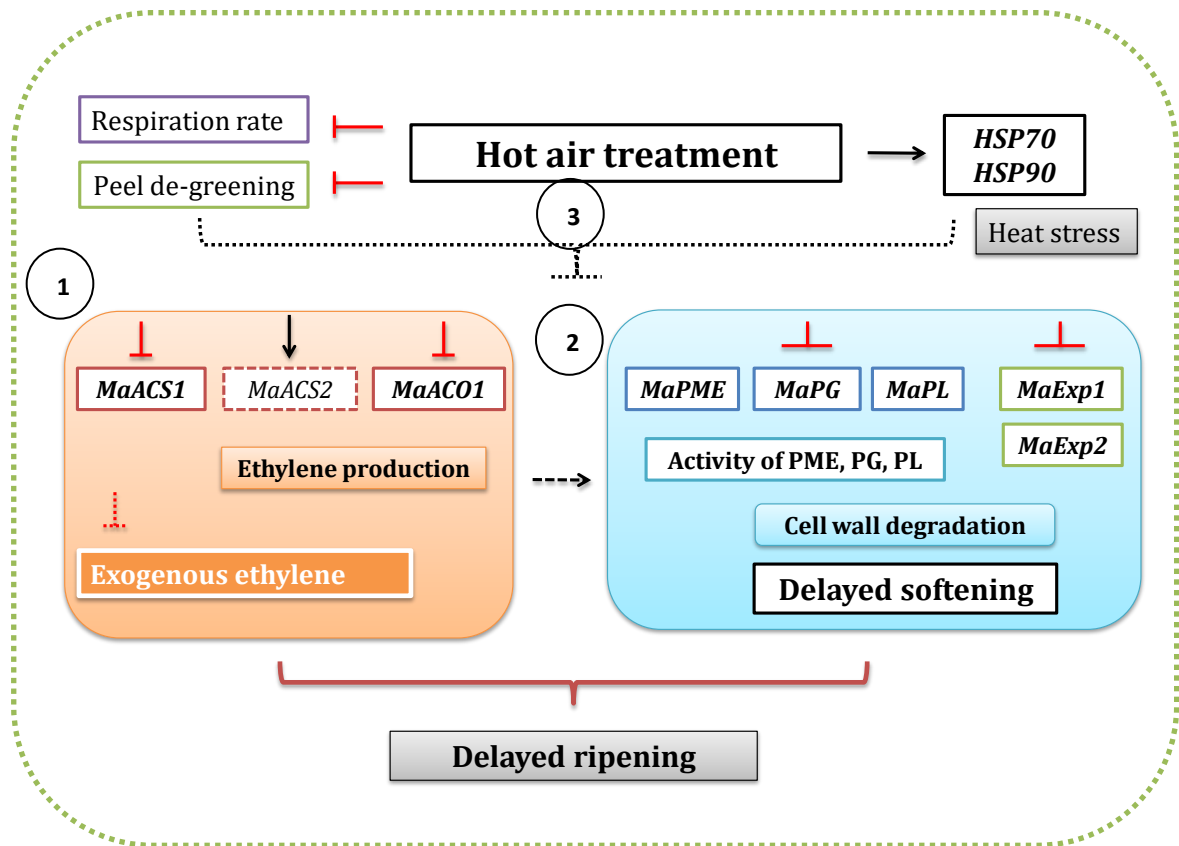 Respiration rate
Peel de-greening
Hot air treatment
HSP70
HSP90
Heat stress
3
1
MaACS1
MaACS2
MaACO1
Ethylene production
Exogenous ethylene
2
MaPME
MaPG
MaPL
MaExp1
MaExp2
Activity of PME, PG, PL
Cell wall degradation
Delayed softening
Delayed ripening